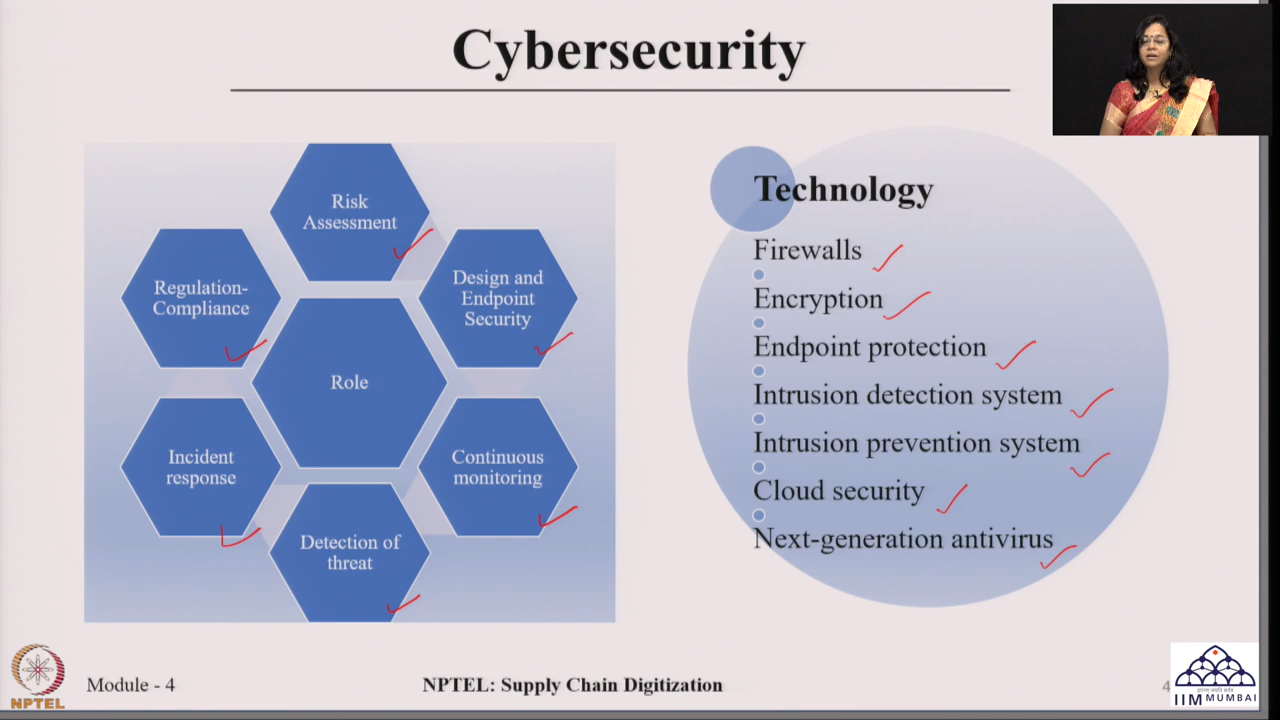 Cybersecurity
Risk
Assessment
Regulation-
Compliance
Design and
Endpoint
Security
Role
Incident
response
Continuous
monitoring
Detection of
threat
Technology
Firewalls
Encryption
Endpoint protection
Intrusion detection system
Intrusion prevention system
Cloud security
Next-generation antivirus
NPTEL
Module - 4
NPTEL: Supply Chain Digitization
4
IIM MUMBAI